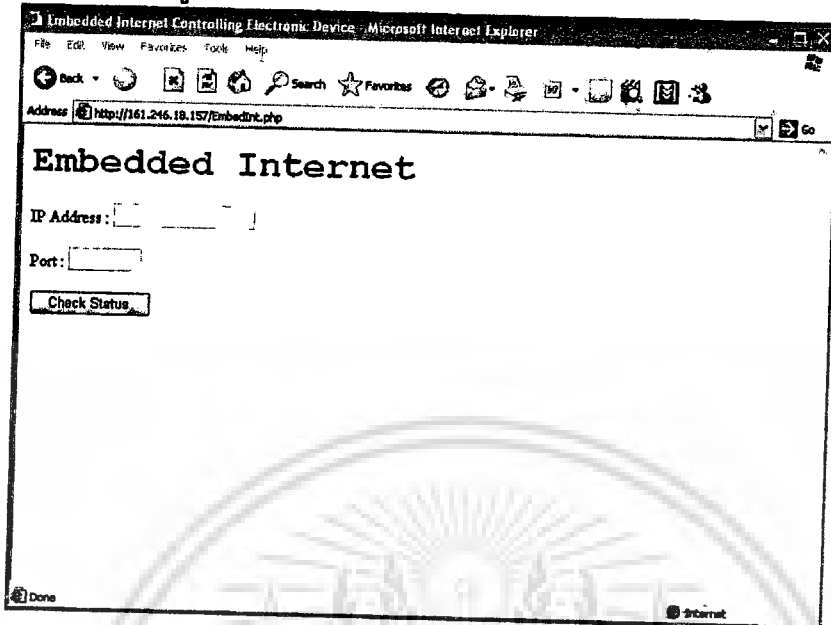 Embedded Internet Controlling Electronic Device - Microsoft Internet Explorer
File Edit View Favorites Tools Help
Back Search Favorites
Address http://161.246.18.157/EmbedInt.php Go
Embedded Internet
IP Address :
Port :
Check Status
Done Internet